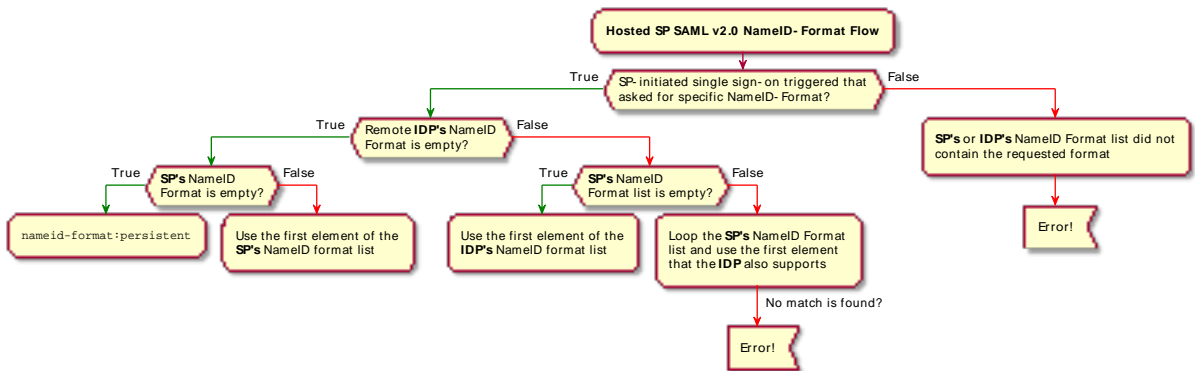 Hosted SP SAML v2.0 NameID-Format Flow
SP-initiated single sign-on triggered that
asked for specific NameID-Format?
True
False
Remote IDP's NameID
Format is empty?
True
False
SP's or IDP's NameID Format list did not
contain the requested format
SP's NameID
Format is empty?
True
False
SP's NameID
Format list is empty?
True
False
nameid-format:persistent
Use the first element of the
SP's NameID format list
Use the first element of the
IDP's NameID format list
Loop the SP's NameID Format
list and use the first element
that the IDP also supports
Error!
No match is found?
Error!